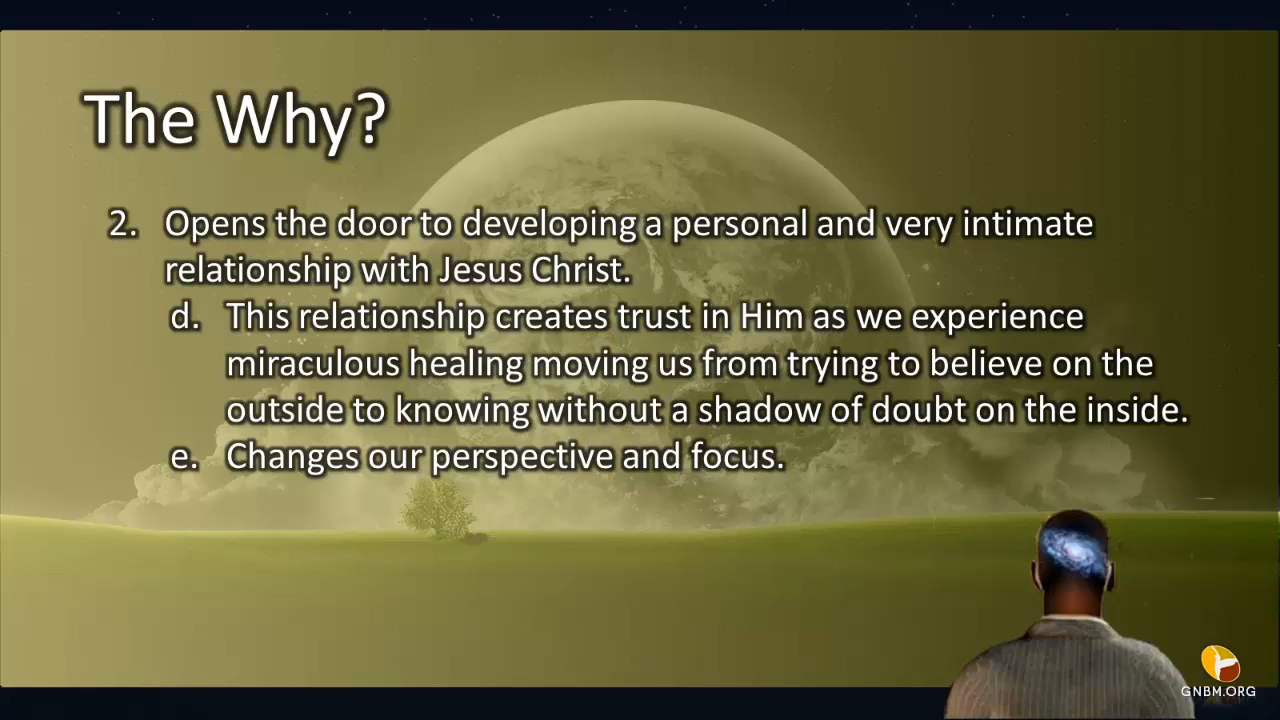 The Why?
2. Opens the door to developing a personal and very intimate
relationship with Jesus Christ.
d. This relationship creates trust in Him as we experience
miraculous healing moving us from trying to believe on the
outside to knowing without a shadow of doubt on the inside.
e. Changes our perspective and focus.
GNBM.ORG